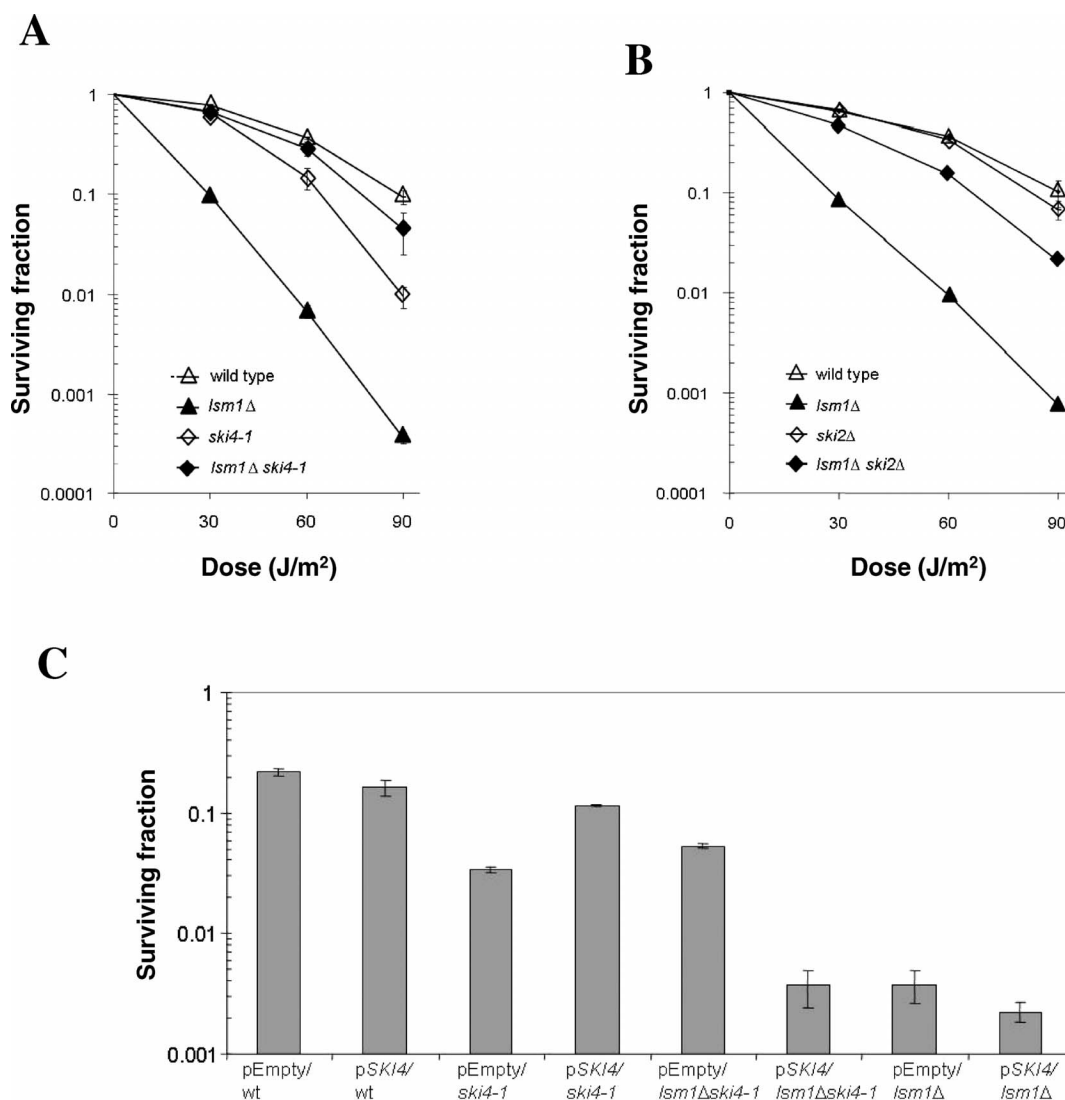 A
1
0.1
0.01
0.001
0.0001
Surviving fraction
wild type
lsm1Δ
ski4-1
lsm1Δ ski4-1
0 30 60 90
Dose (J/m²)
B
1
0.1
0.01
0.001
0.0001
Surviving fraction
wild type
lsm1Δ
ski2Δ
lsm1Δ ski2Δ
0 30 60 90
Dose (J/m²)
C
1
0.1
0.01
0.001
Surviving fraction
pEmpty/
wt
pSKI4/
wt
pEmpty/
ski4-1
pSKI4/
ski4-1
pEmpty/
lsm1Δski4-1
pSKI4/
lsm1Δski4-1
pEmpty/
lsm1Δ
pSKI4/
lsm1Δ